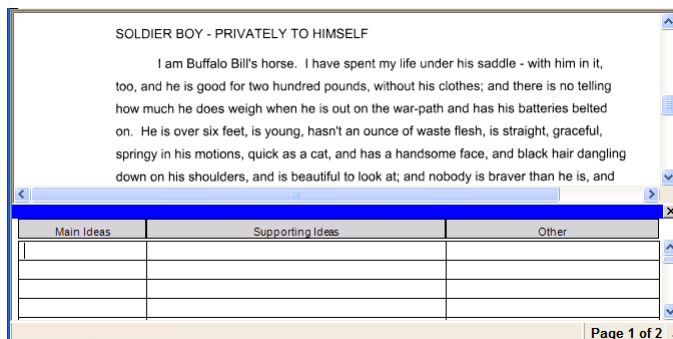 SOLDIER BOY - PRIVATELY TO HIMSELF
I am Buffalo Bill's horse.  I have spent my life under his saddle - with him in it,
too, and he is good for two hundred pounds, without his clothes; and there is no telling
how much he does weigh when he is out on the war-path and has his batteries belted
on.  He is over six feet, is young, hasn't an ounce of waste flesh, is straight, graceful,
springy in his motions, quick as a cat, and has a handsome face, and black hair dangling
down on his shoulders, and is beautiful to look at; and nobody is braver than he is, and
Main Ideas Supporting Ideas Other
Page 1 of 2